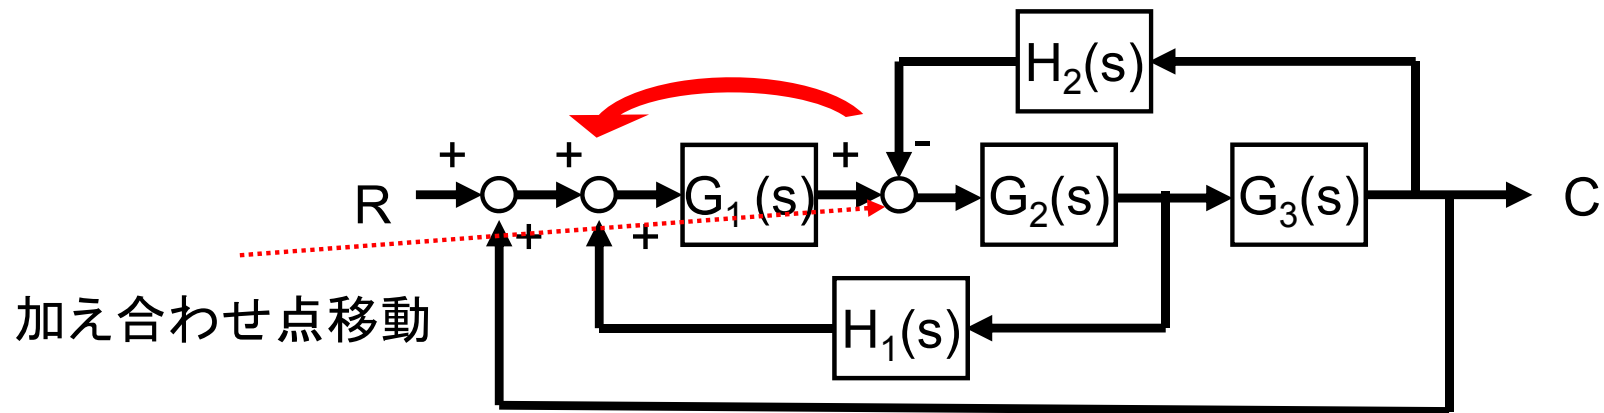 H2(s)
+ + + -
R G1(s) G2(s) G3(s) C
+ +
加え合わせ点移動
H1(s)